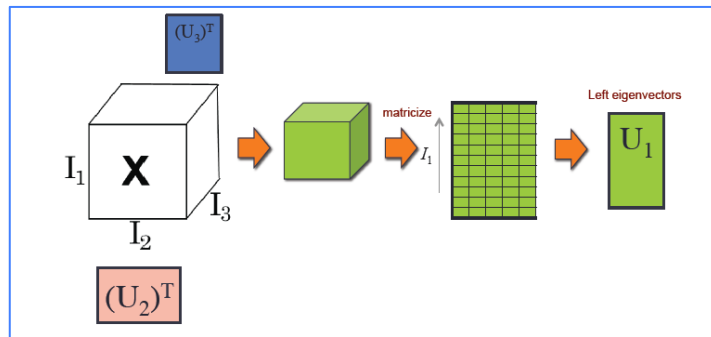 (U₃)ᵀ
X
I₁
I₂
I₃
(U₂)ᵀ
matricize
I₁
Left eigenvectors
U₁